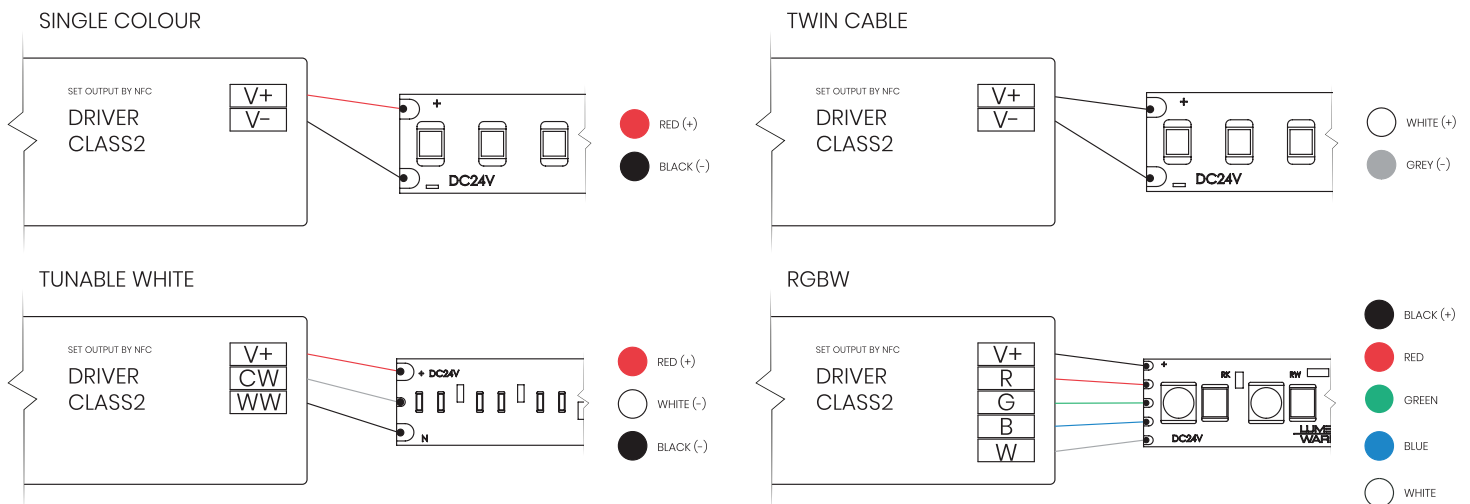 SINGLE COLOUR
SET OUTPUT BY NFC
DRIVER
CLASS2
V+
V-
+
- DC24V
RED (+)
BLACK (-)
TWIN CABLE
SET OUTPUT BY NFC
DRIVER
CLASS2
V+
V-
+
- DC24V
WHITE (+)
GREY (-)
TUNABLE WHITE
SET OUTPUT BY NFC
DRIVER
CLASS2
V+
CW
WW
+ DC24V
N
RED (+)
WHITE (-)
BLACK (-)
RGBW
SET OUTPUT BY NFC
DRIVER
CLASS2
V+
R
G
B
W
+
RK
RW
DC24V
BLACK (+)
RED
GREEN
BLUE
WHITE